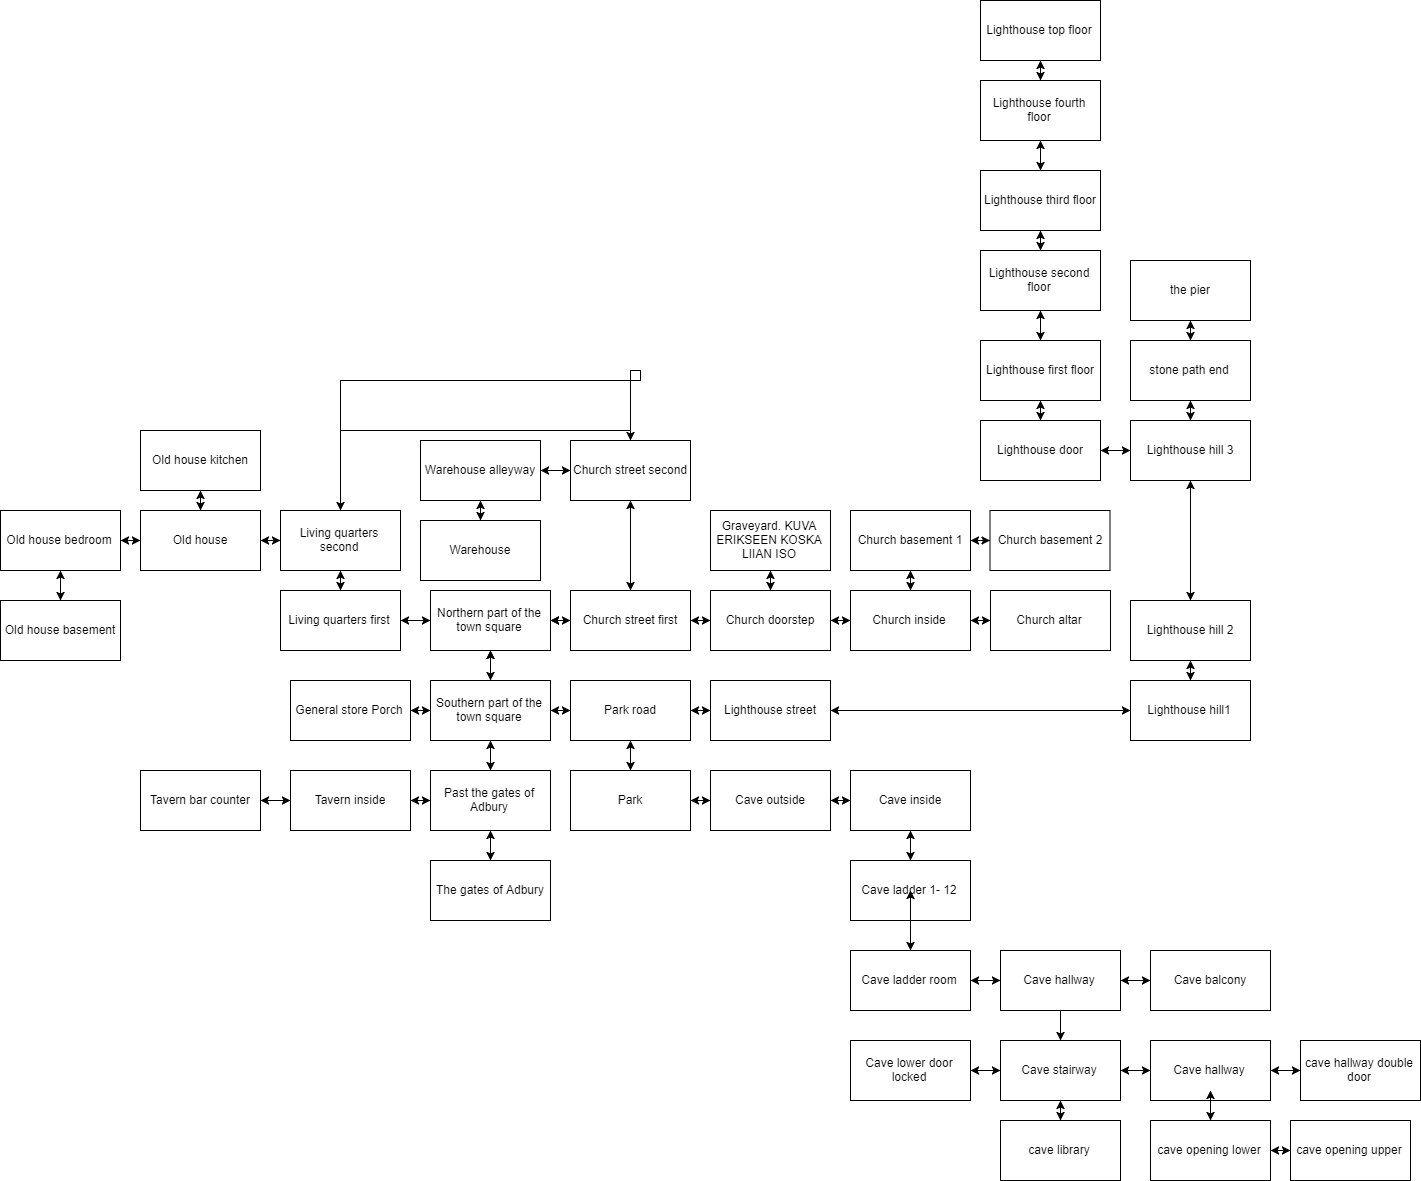 Lighthouse top floor
Lighthouse fourth
floor
Lighthouse third floor
Lighthouse second
floor
the pier
Lighthouse first floor
stone path end
Lighthouse door
Lighthouse hill 3
Old house kitchen
Warehouse alleyway
Church street second
Old house bedroom
Old house
Living quarters
second
Warehouse
Graveyard. KUVA
ERIKSEEN KOSKA
LIIAN ISO
Church basement 1
Church basement 2
Old house basement
Living quarters first
Northern part of the
town square
Church street first
Church doorstep
Church inside
Church altar
Lighthouse hill 2
General store Porch
Southern part of the
town square
Park road
Lighthouse street
Lighthouse hill1
Tavern bar counter
Tavern inside
Past the gates of
Adbury
Park
Cave outside
Cave inside
The gates of Adbury
Cave ladder 1- 12
Cave ladder room
Cave hallway
Cave balcony
Cave lower door
locked
Cave stairway
Cave hallway
cave hallway double
door
cave library
cave opening lower
cave opening upper